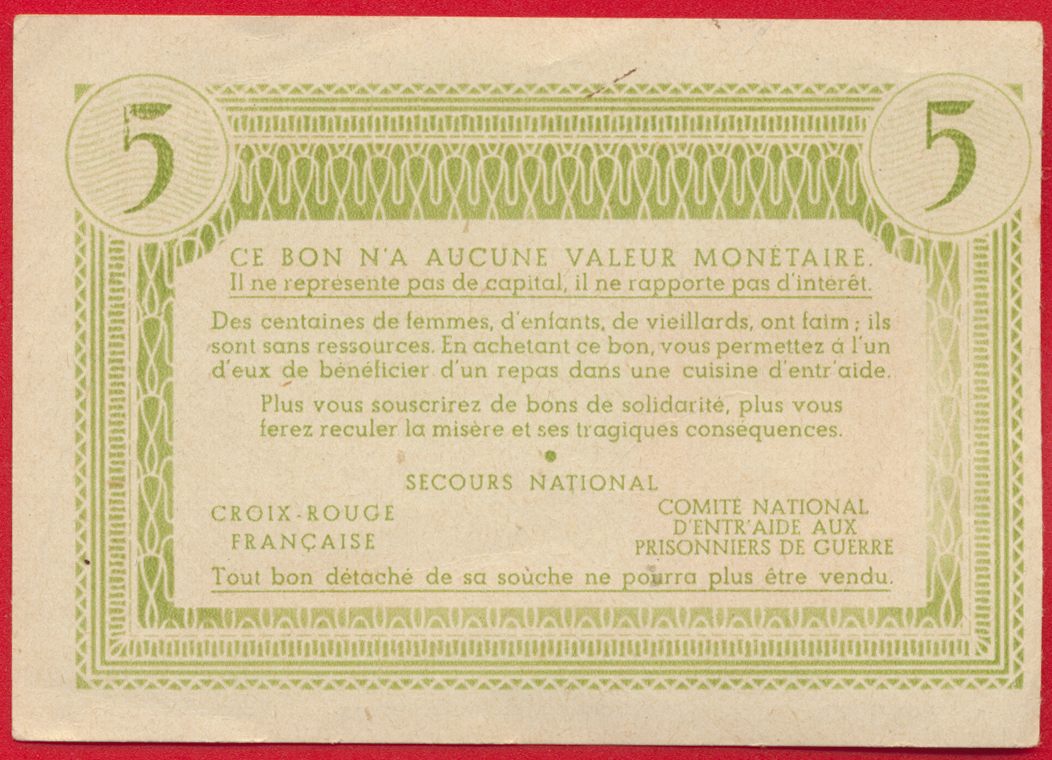 5
5
CE BON N'A AUCUNE VALEUR MONÉTAIRE.
Il ne représente pas de capital, il ne rapporte pas d'intérêt.
Des centaines de femmes, d'enfants, de vieillards, ont faim ; ils
sont sans ressources. En achetant ce bon, vous permettez à l'un
d'eux de bénéficier d'un repas dans une cuisine d'entr'aide.
Plus vous souscrirez de bons de solidarité, plus vous
ferez reculer la misère et ses tragiques conséquences.
SECOURS NATIONAL
CROIX-ROUGE
FRANÇAISE
COMITÉ NATIONAL
D'ENTR'AIDE AUX
PRISONNIERS DE GUERRE
Tout bon détaché de sa souche ne pourra plus être vendu.